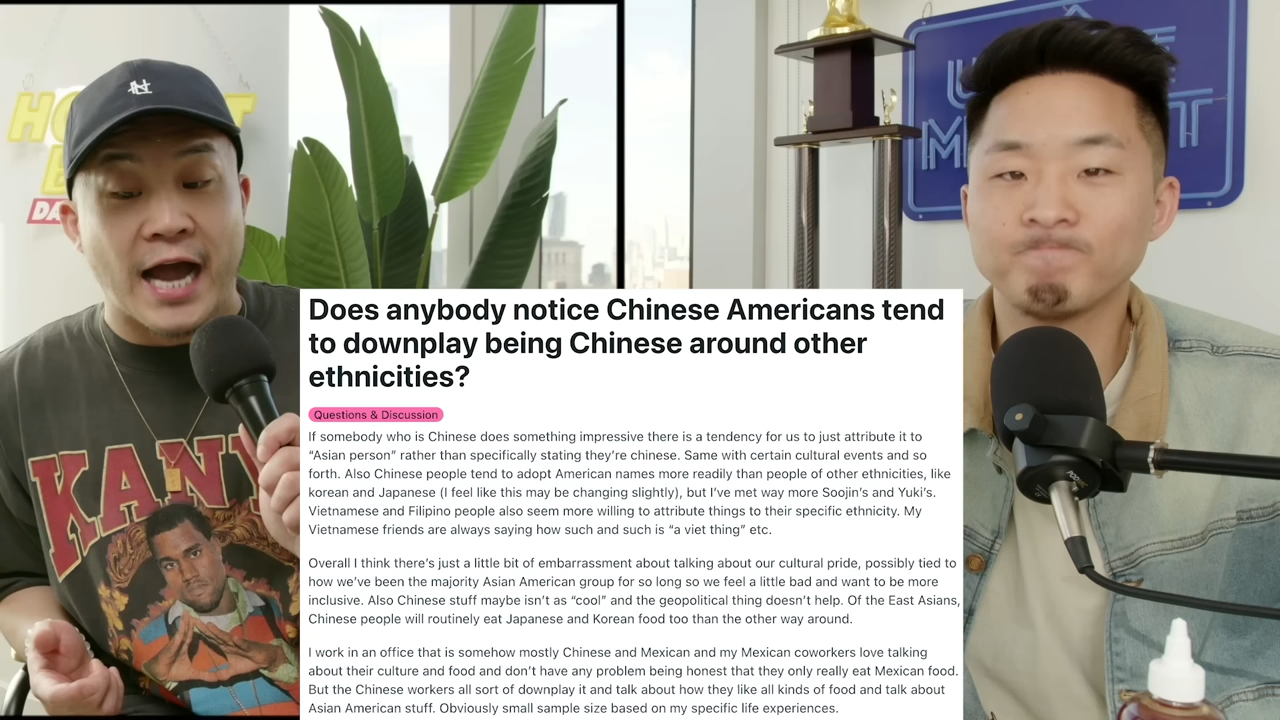 Does anybody notice Chinese Americans tend
to downplay being Chinese around other
ethnicities?
Questions & Discussion
If somebody who is Chinese does something impressive there is a tendency for us to just attribute it to
“Asian person” rather than specifically stating they’re chinese. Same with certain cultural events and so
forth. Also Chinese people tend to adopt American names more readily than people of other ethnicities, like
korean and Japanese (I feel like this may be changing slightly), but I’ve met way more Soojin’s and Yuki’s.
Vietnamese and Filipino people also seem more willing to attribute things to their specific ethnicity. My
Vietnamese friends are always saying how such and such is “a viet thing” etc.
Overall I think there’s just a little bit of embarrassment about talking about our cultural pride, possibly tied to
how we’ve been the majority Asian American group for so long so we feel a little bad and want to be more
inclusive. Also Chinese stuff maybe isn’t as “cool” and the geopolitical thing doesn’t help. Of the East Asians,
Chinese people will routinely eat Japanese and Korean food too than the other way around.
I work in an office that is somehow mostly Chinese and Mexican and my Mexican coworkers love talking
about their culture and food and don’t have any problem being honest that they only really eat Mexican food.
But the Chinese workers all sort of downplay it and talk about how they like all kinds of food and talk about
Asian American stuff. Obviously small sample size based on my specific life experiences.